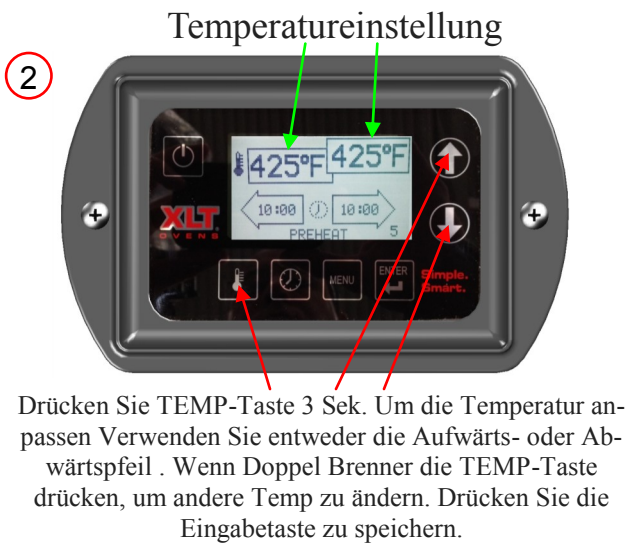 Temperatureinstellung
2
425°F 425°F
10:00 10:00
PREHEAT 5
XLT
OVENS
MENU
ENTER
Simple.
Smart.
Drücken Sie TEMP-Taste 3 Sek. Um die Temperatur an-
passen Verwenden Sie entweder die Aufwärts- oder Ab-
wärtspfeil . Wenn Doppel Brenner die TEMP-Taste
drücken, um andere Temp zu ändern. Drücken Sie die
Eingabetaste zu speichern.